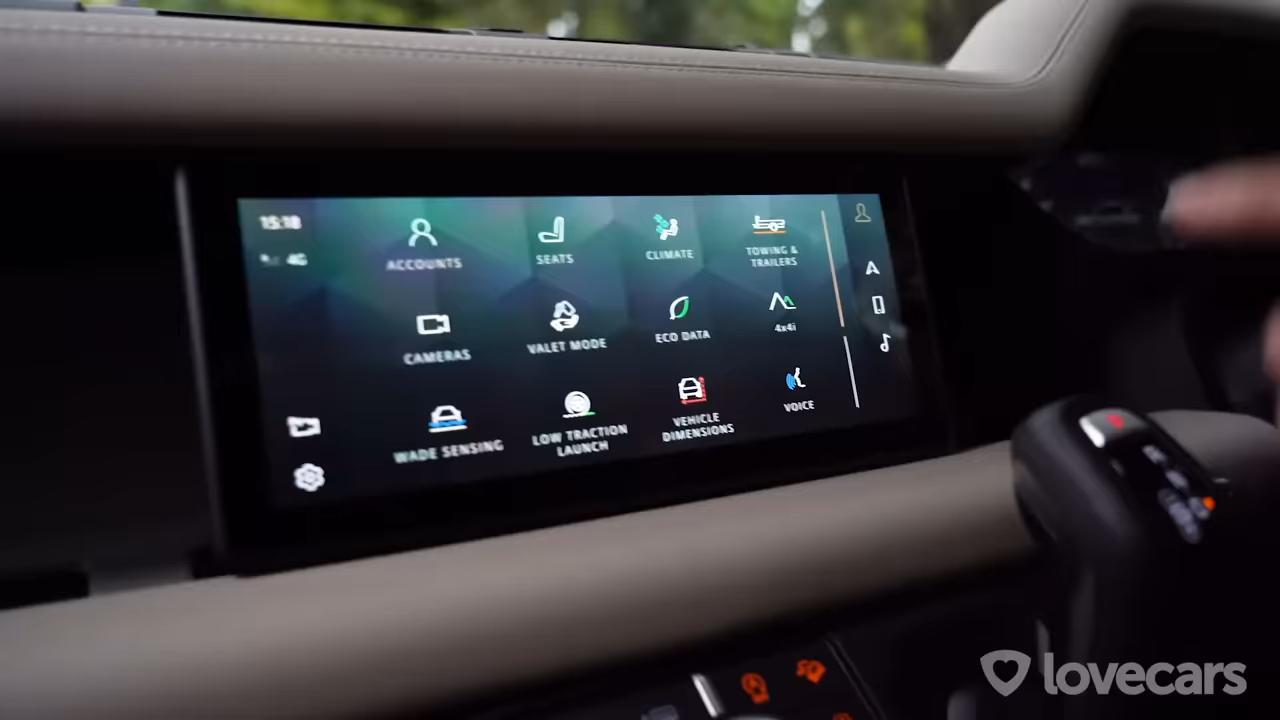 15:18
4G
ACCOUNTS
SEATS
CLIMATE
TOWING &
TRAILERS
CAMERAS
VALET MODE
ECO DATA
4x4i
WADE SENSING
LOW TRACTION
LAUNCH
VEHICLE
DIMENSIONS
VOICE
lovecars